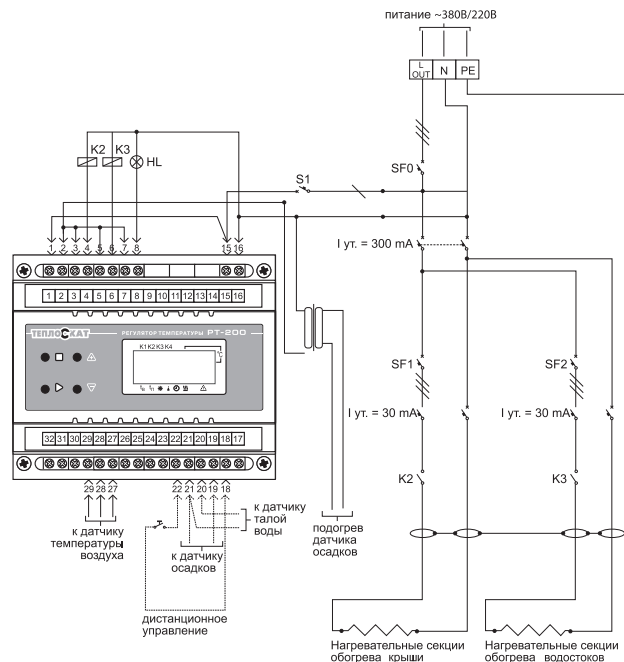 питание ~380В/220В
L OUT N PE
K2 K3 HL
S1
SF0
1 2 3 4 5 6 7 8 15 16
I ут. = 300 mA
1 2 3 4 5 6 7 8 9 10 11 12 13 14 15 16
ТЕПЛОСКАТ РЕГУЛЯТОР ТЕМПЕРАТУРЫ РТ-200
K1 K2 K3 K4
°C
SF1 SF2
I ут. = 30 mA I ут. = 30 mA
32 31 30 29 28 27 26 25 24 23 22 21 20 19 18 17
K2 K3
29 28 27 22 21 20 19 18
к датчику
температуры
воздуха
к датчику
талой
воды
к датчику
осадков
подогрев
датчика
осадков
дистанционное
управление
Нагревательные секции
обогрева крыши
Нагревательные секции
обогрева водостоков